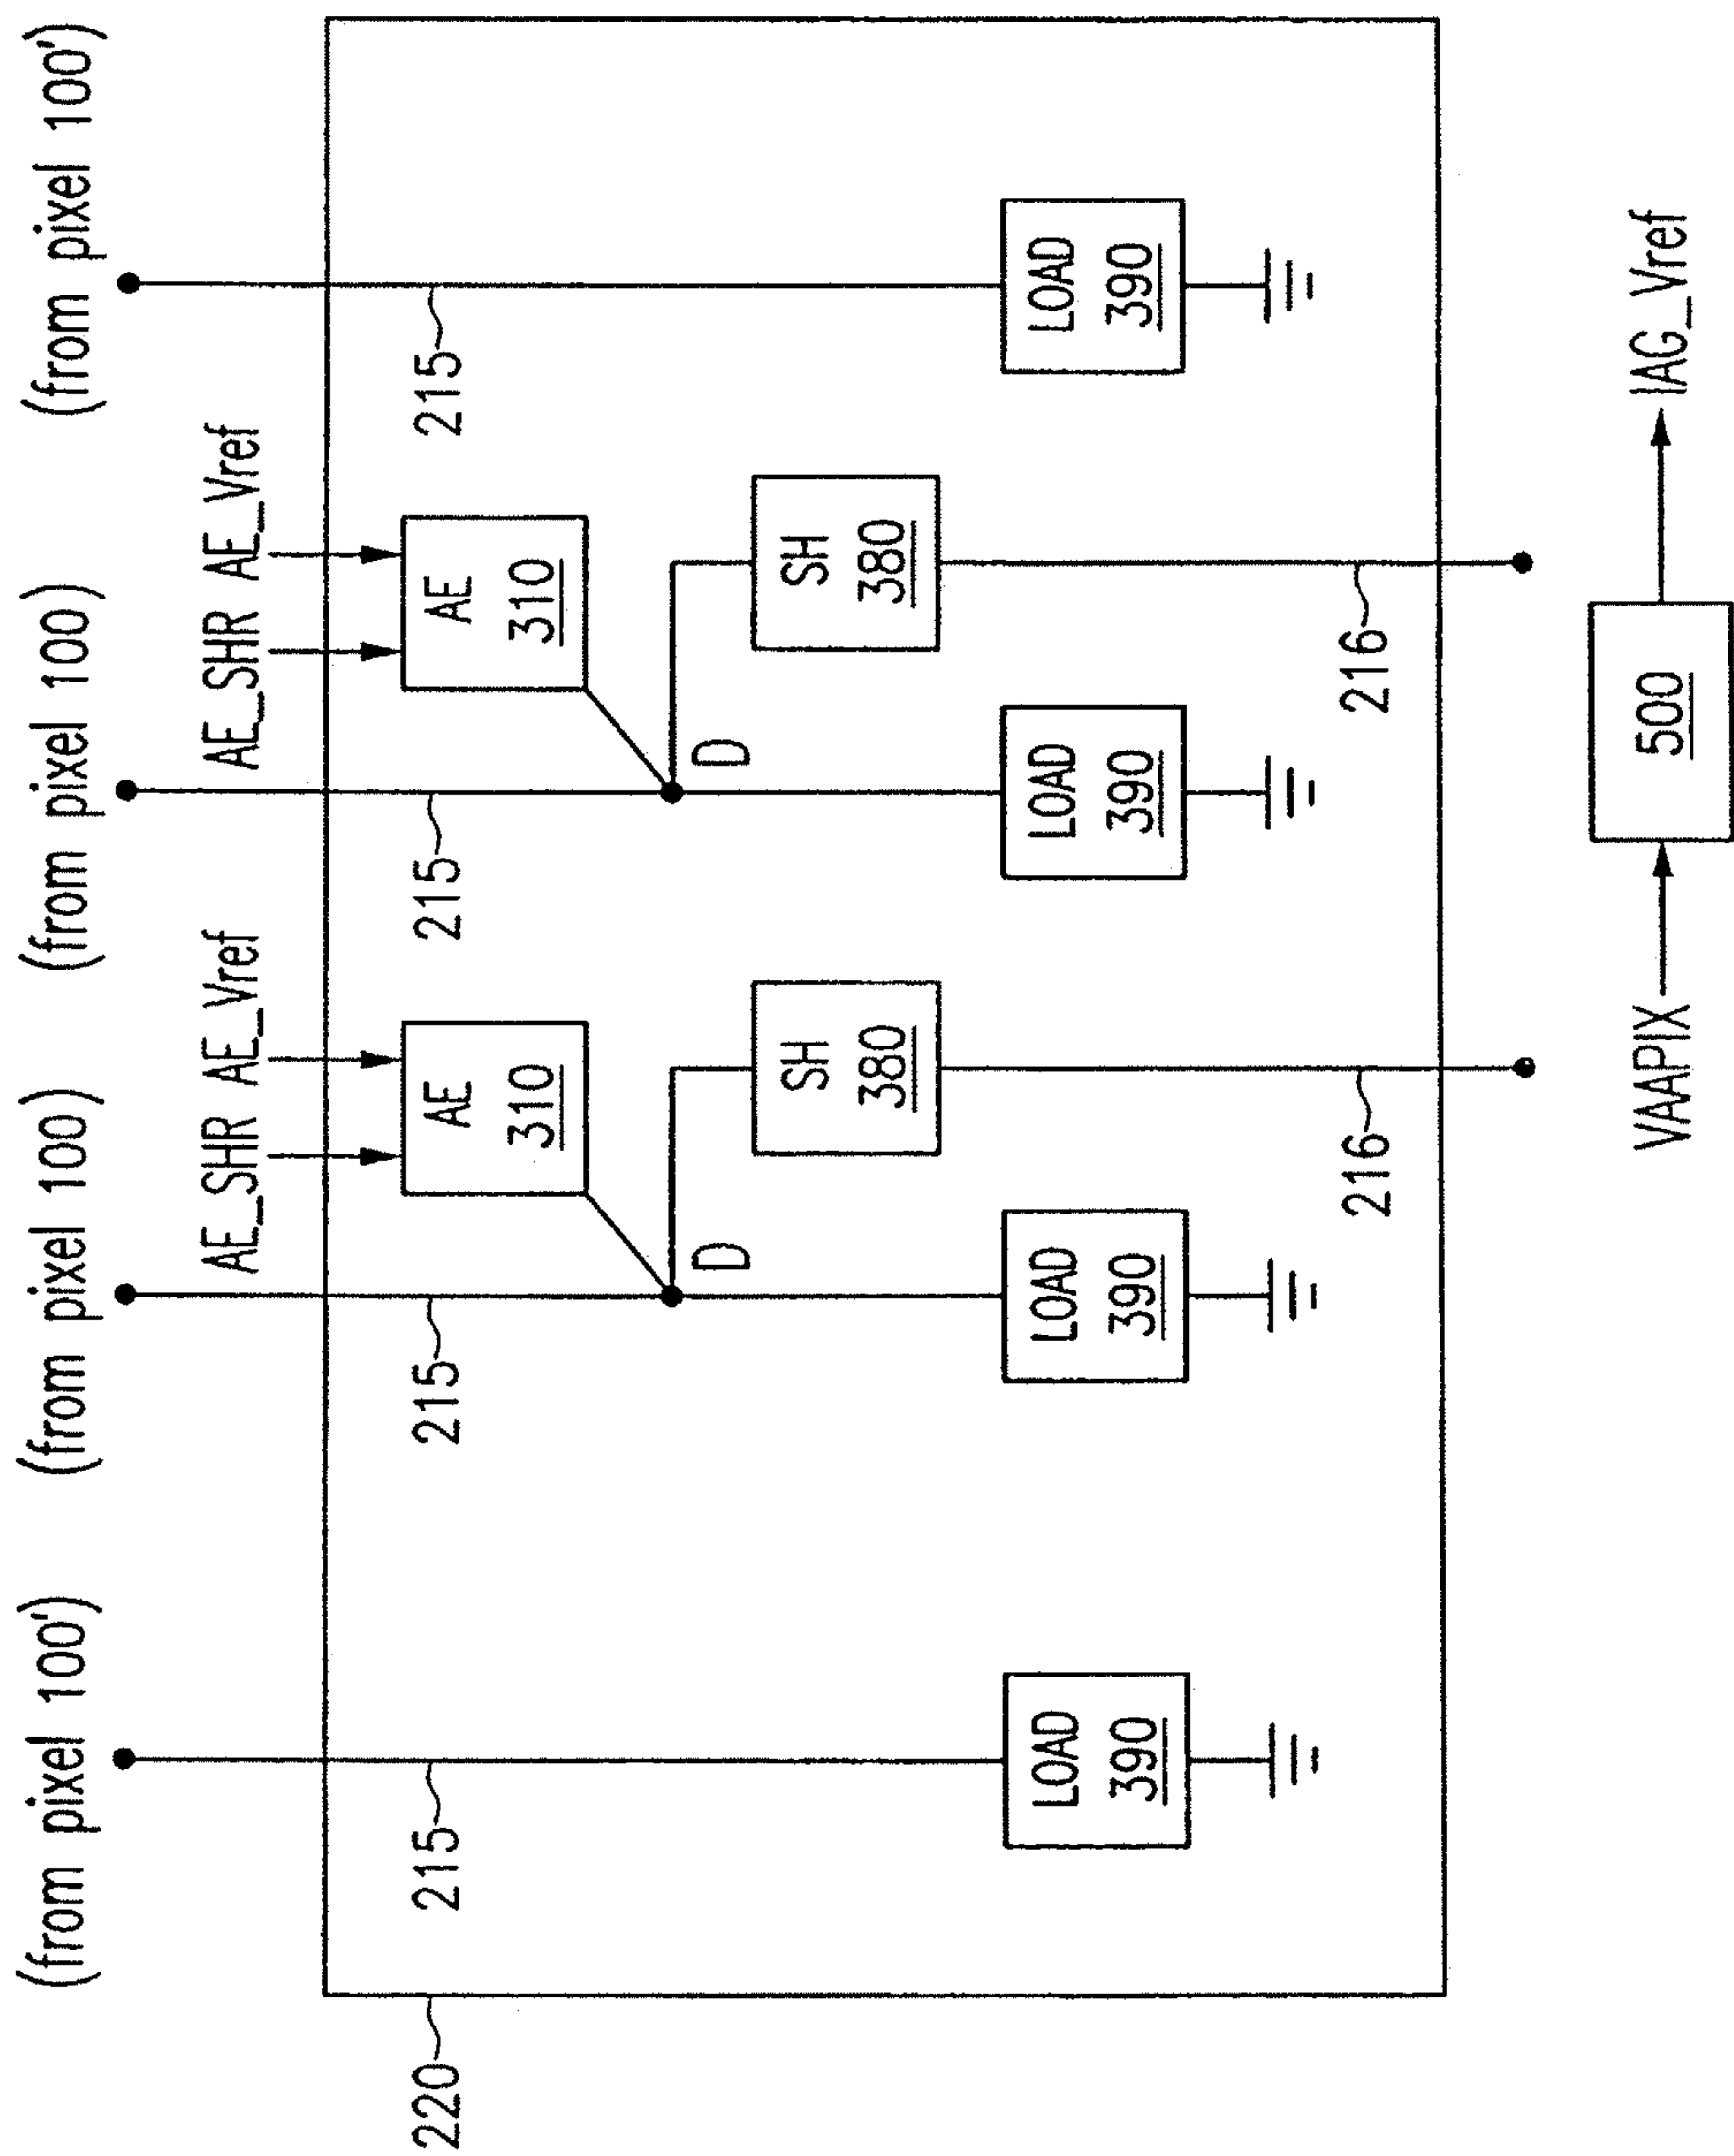 (from pixel 100')
(from pixel 100)
(from pixel 100)
(from pixel 100')
AE_SHR
AE_Vref
AE_SHR
AE_Vref
220
215
215
AE
310
215
AE
310
215
D
D
SH
380
SH
380
LOAD
390
LOAD
390
LOAD
390
LOAD
390
216
216
VAAPIX
500
IAG_Vref